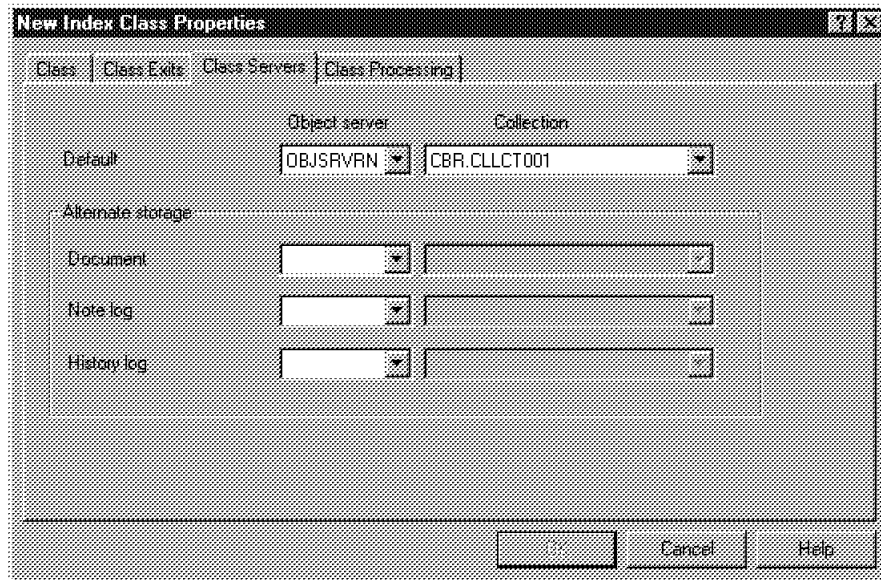 New Index Class Properties
Class Class Exits Class Servers Class Processing
Object server Collection
Default OBJSRVRN CBR.CLLCT001
Alternate storage
Document
Note log
History log
OK Cancel Help